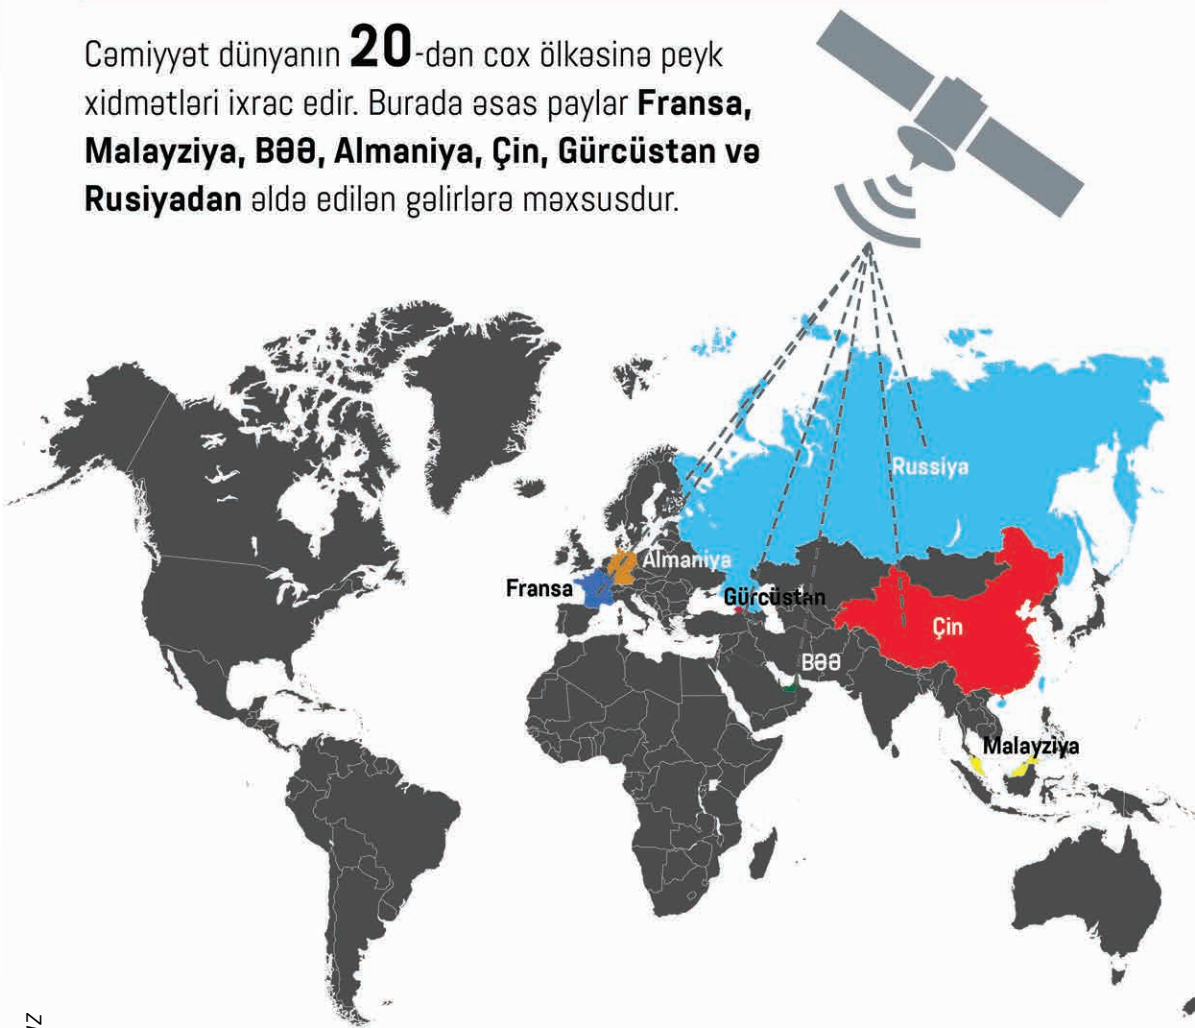 Cəmiyyət dünyanın 20-dən cox ölkəsinə peyk
xidmətləri ixrac edir. Burada əsas paylar Fransa,
Malayziya, BƏƏ, Almaniya, Çin, Gürcüstan və
Rusiyadan əldə edilən gəlirlərə məxsusdur.
Russiya
Almaniya
Fransa
Gürcüstan
Çin
BƏƏ
Malayziya